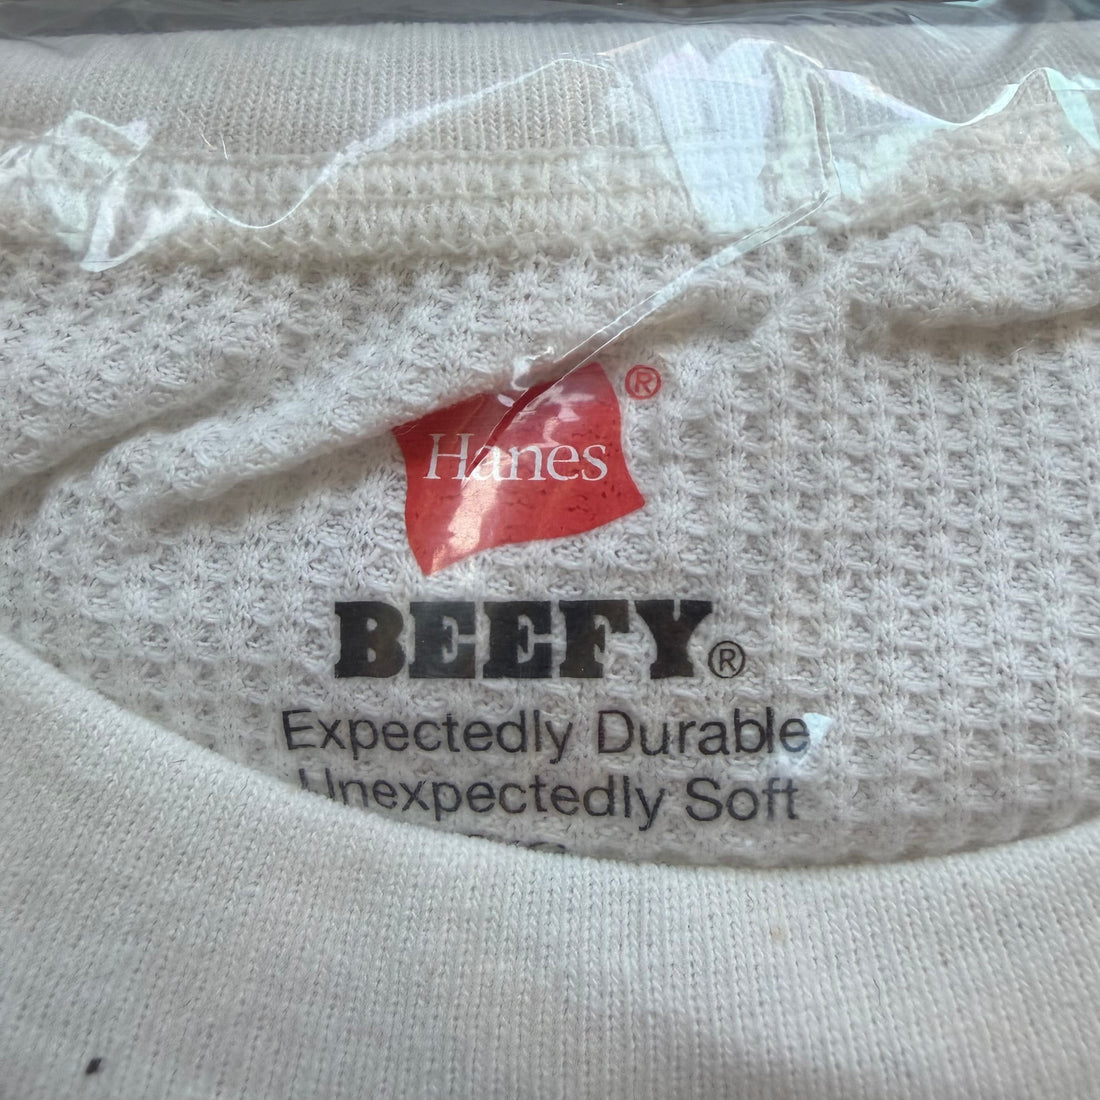 Hanes®
BEEFY®
Expectedly Durable
Unexpectedly Soft